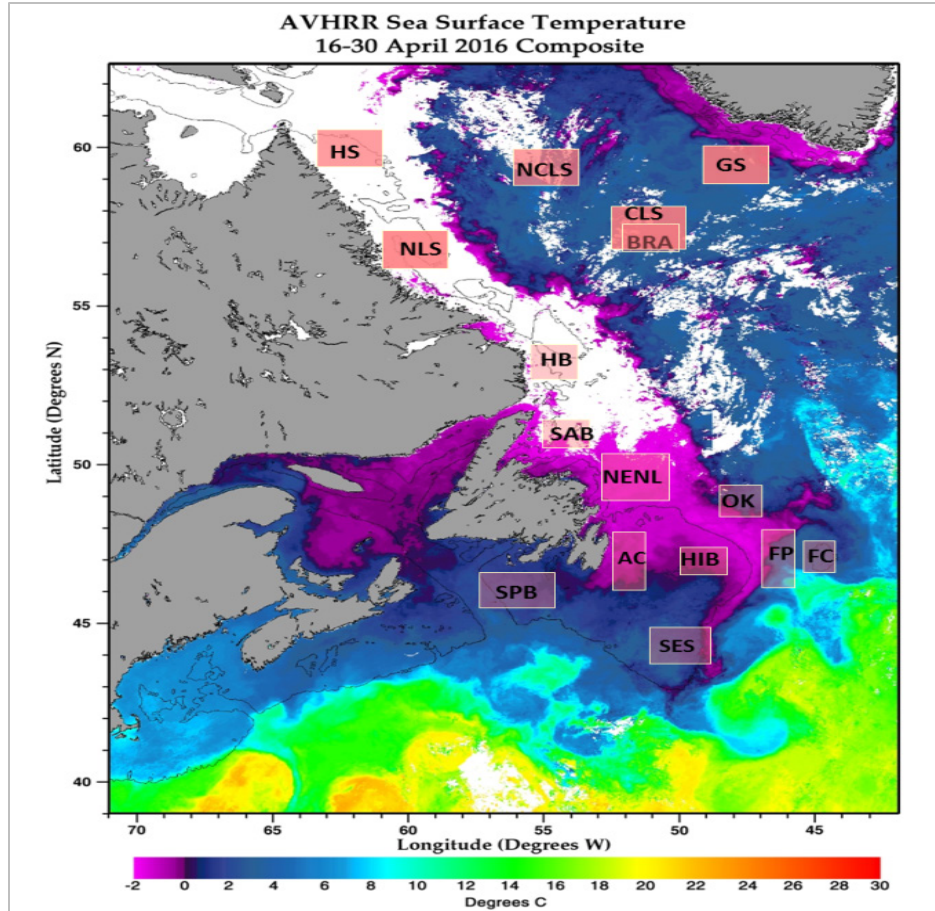 AVHRR Sea Surface Temperature
16-30 April 2016 Composite
60
HS
NCLS
GS
CLS
BRA
NLS
55
HB
SAB
50
NENL
OK
AC
HIB
FP
FC
SPB
45
SES
40
Latitude (Degrees N)
70 65 60 55 50 45
Longitude (Degrees W)
-2 0 2 4 6 8 10 12 14 16 18 20 22 24 26 28 30
Degrees C